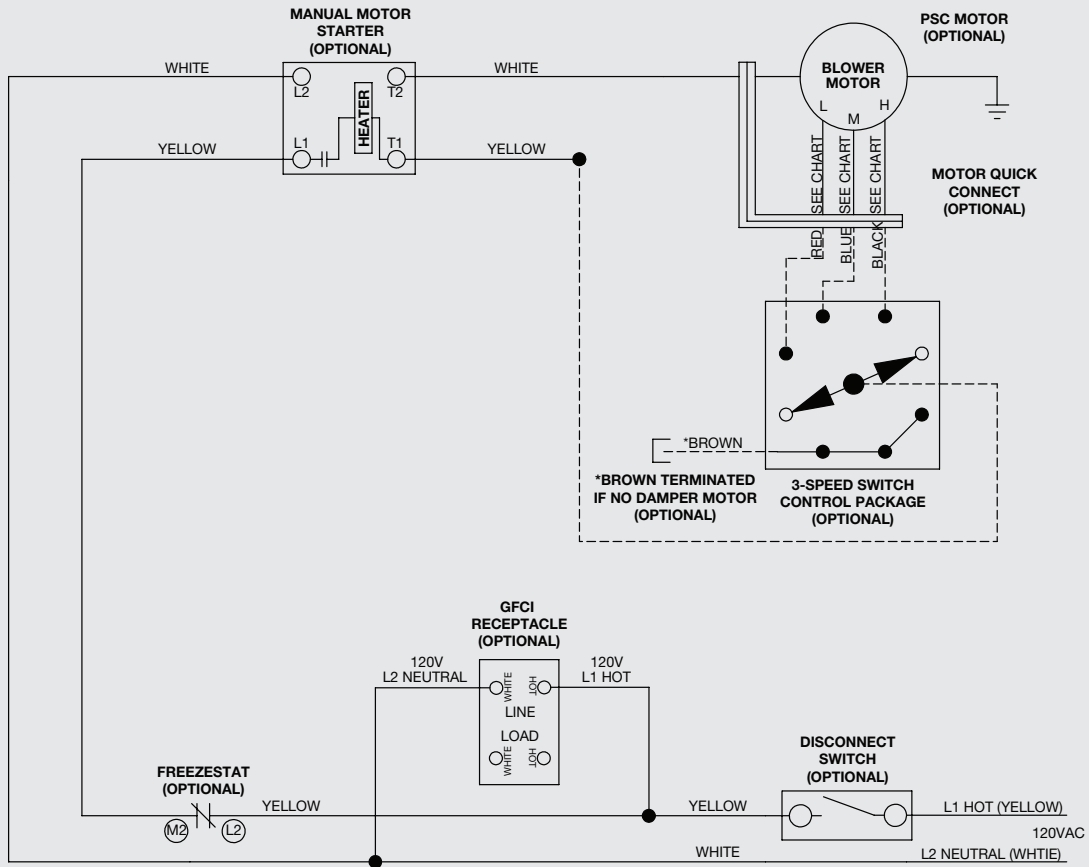 MANUAL MOTOR
STARTER
(OPTIONAL)
PSC MOTOR
(OPTIONAL)
WHITE
L2
T2
WHITE
BLOWER
MOTOR
L
M
H
HEATER
YELLOW
L1
T1
YELLOW
SEE CHART
SEE CHART
SEE CHART
MOTOR QUICK
CONNECT
(OPTIONAL)
RED
BLUE
BLACK
*BROWN
*BROWN TERMINATED
IF NO DAMPER MOTOR
(OPTIONAL)
3-SPEED SWITCH
CONTROL PACKAGE
(OPTIONAL)
GFCI
RECEPTACLE
(OPTIONAL)
120V
L2 NEUTRAL
120V
L1 HOT
WHITE
HOT
LINE
LOAD
WHITE
HOT
DISCONNECT
SWITCH
(OPTIONAL)
FREEZESTAT
(OPTIONAL)
YELLOW
YELLOW
L1 HOT (YELLOW)
M2
L2
120VAC
WHITE
L2 NEUTRAL (WHTIE)